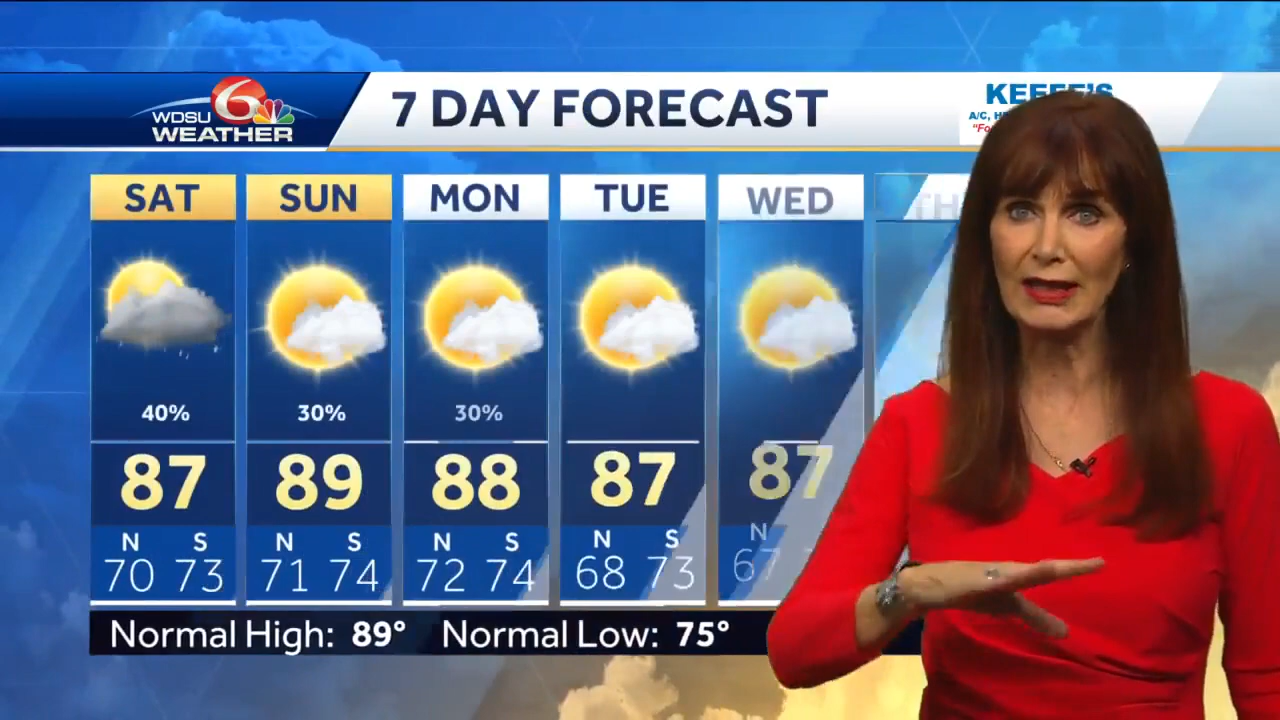 WDSU 6
WEATHER
7 DAY FORECAST
A/C,
SAT SUN MON TUE WED
40% 30% 30%
87 89 88 87 87
N S N S N S N S N
70 73 71 74 72 74 68 73 67
Normal High: 89° Normal Low: 75°